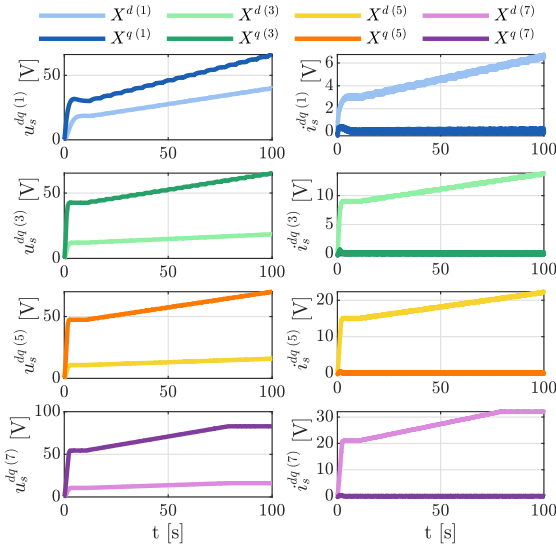 X^{d (1)} X^{d (3)} X^{d (5)} X^{d (7)}
X^{q (1)} X^{q (3)} X^{q (5)} X^{q (7)}
u_s^{dq (1)} [V]
50
0
0 50 100
i_s^{dq (1)} [V]
6
4
2
0
0 50 100
u_s^{dq (3)} [V]
50
0
0 50 100
i_s^{dq (3)} [V]
10
5
0
0 50 100
u_s^{dq (5)} [V]
50
0
0 50 100
i_s^{dq (5)} [V]
20
10
0
0 50 100
u_s^{dq (7)} [V]
100
50
0
0 50 100
t [s]
i_s^{dq (7)} [V]
30
20
10
0
0 50 100
t [s]